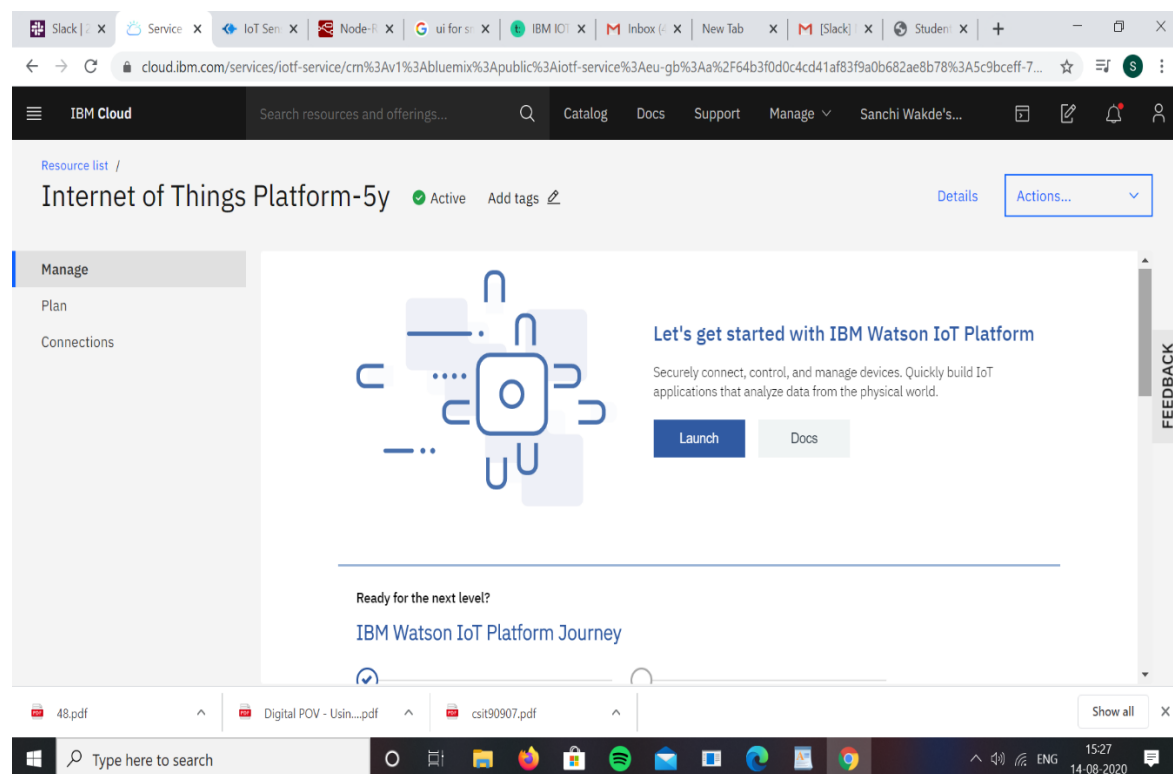 Slack | 2
Service
IoT Sen
Node-R
ui for sr
IBM IOT
Inbox (4
New Tab
[Slack]
Student
cloud.ibm.com/services/iotf-service/crn%3Av1%3Abluemix%3Apublic%3Aiotf-service%3Aeu-gb%3Aa%2F64b3f0d0c4cd41af83f9a0b682ae8b78%3A5c9bceff-7...
S
IBM Cloud
Search resources and offerings...
Catalog
Docs
Support
Manage
Sanchi Wakde's...
Resource list /
Internet of Things Platform-5y
Active
Add tags
Details
Actions...
Manage
Plan
Connections
Let's get started with IBM Watson IoT Platform
Securely connect, control, and manage devices. Quickly build IoT
applications that analyze data from the physical world.
Launch
Docs
FEEDBACK
Ready for the next level?
IBM Watson IoT Platform Journey
48.pdf
Digital POV - Usin....pdf
csit90907.pdf
Show all
Type here to search
ENG
15:27
14-08-2020